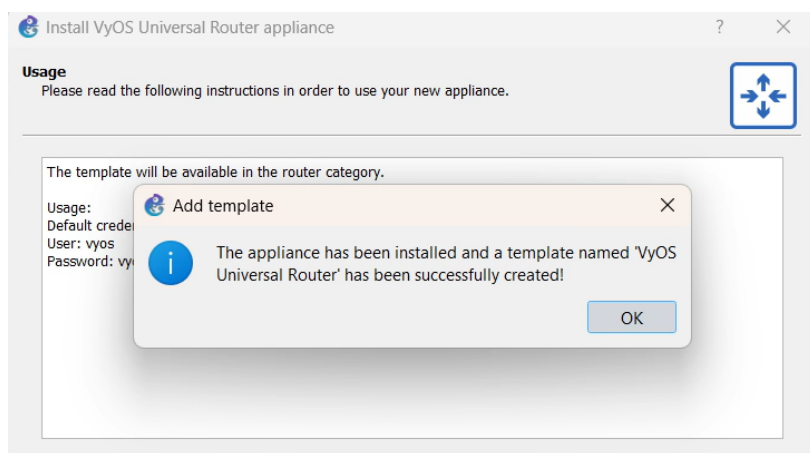 Install VyOS Universal Router appliance
Usage
Please read the following instructions in order to use your new appliance.
The template will be available in the router category.
Usage:
Default
User: vyos
Password:
Add template
The appliance has been installed and a template named 'VyOS
Universal Router' has been successfully created!
OK